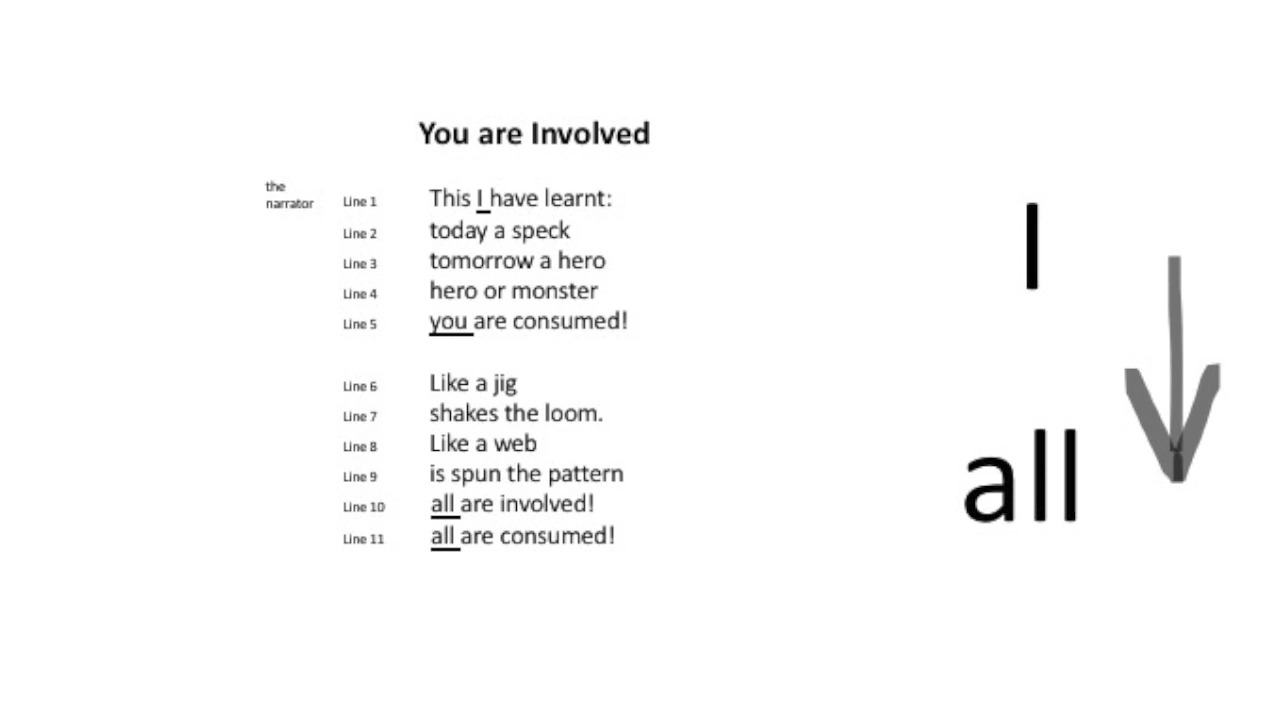 You are Involved
the
narrator
Line 1 This I have learnt:
Line 2 today a speck
Line 3 tomorrow a hero
Line 4 hero or monster
Line 5 you are consumed!
Line 6 Like a jig
Line 7 shakes the loom.
Line 8 Like a web
Line 9 is spun the pattern
Line 10 all are involved!
Line 11 all are consumed!
I
all